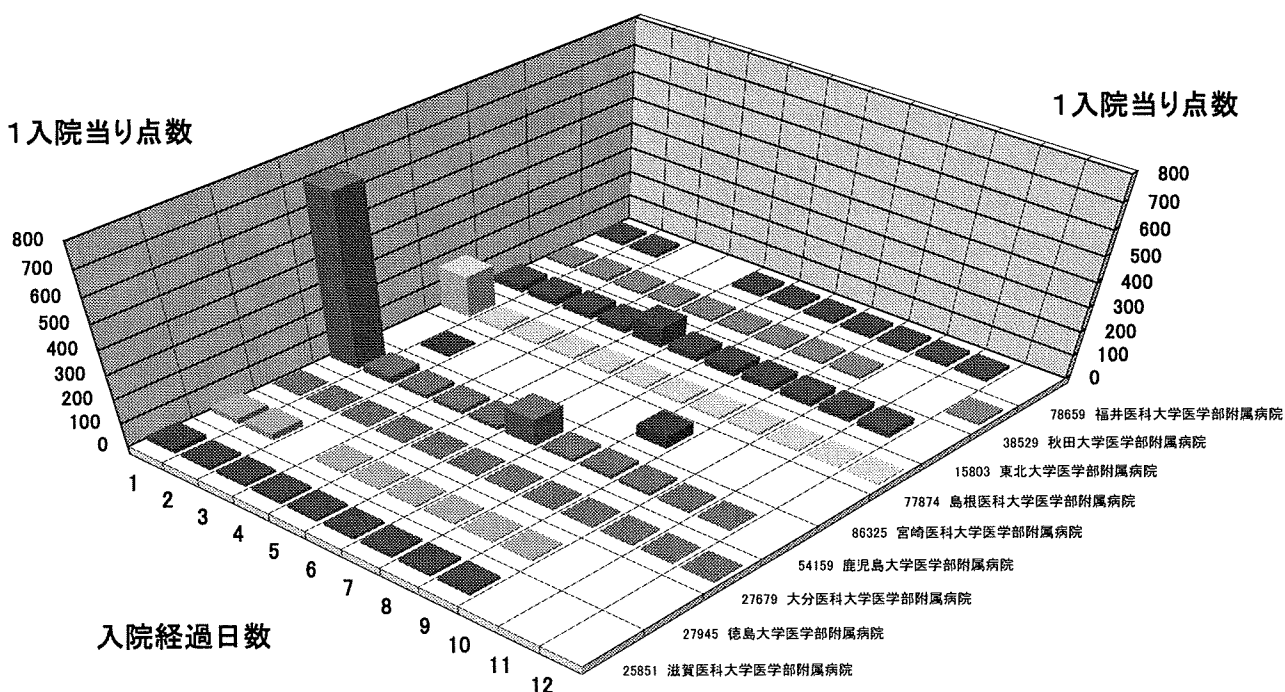 1入院当り点数
1入院当り点数
800
700
600
500
400
300
200
100
0
800
700
600
500
400
300
200
100
0
1
2
3
4
5
6
7
8
9
10
11
12
入院経過日数
78659 福井医科大学医学部附属病院
38529 秋田大学医学部附属病院
15803 東北大学医学部附属病院
77874 島根医科大学医学部附属病院
86325 宮崎医科大学医学部附属病院
54159 鹿児島大学医学部附属病院
27679 大分医科大学医学部附属病院
27945 徳島大学医学部附属病院
25851 滋賀医科大学医学部附属病院